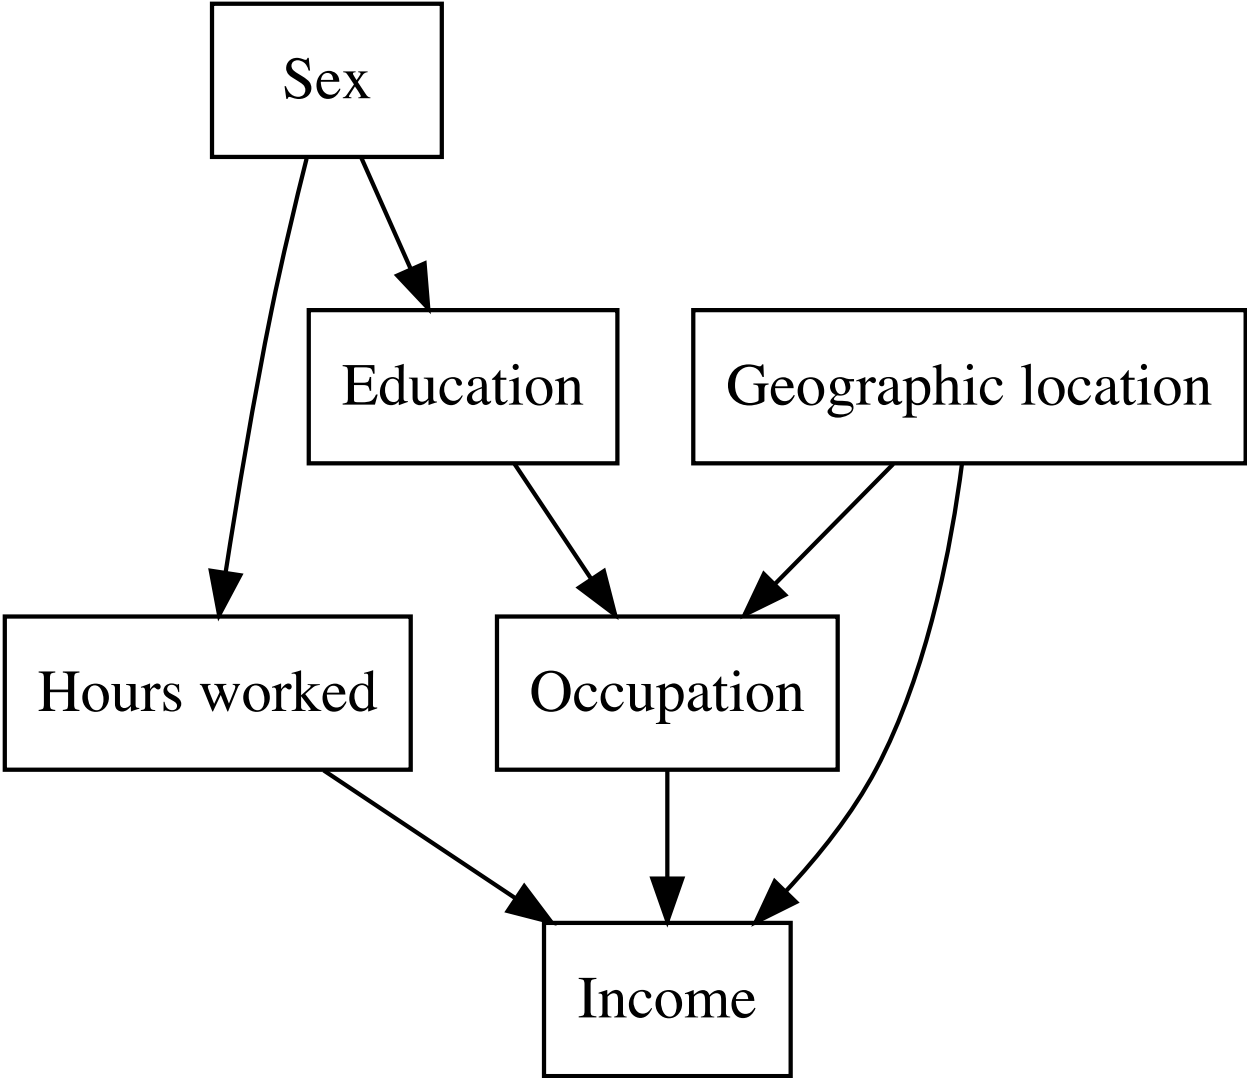 Sex
Education
Geographic location
Hours worked
Occupation
Income